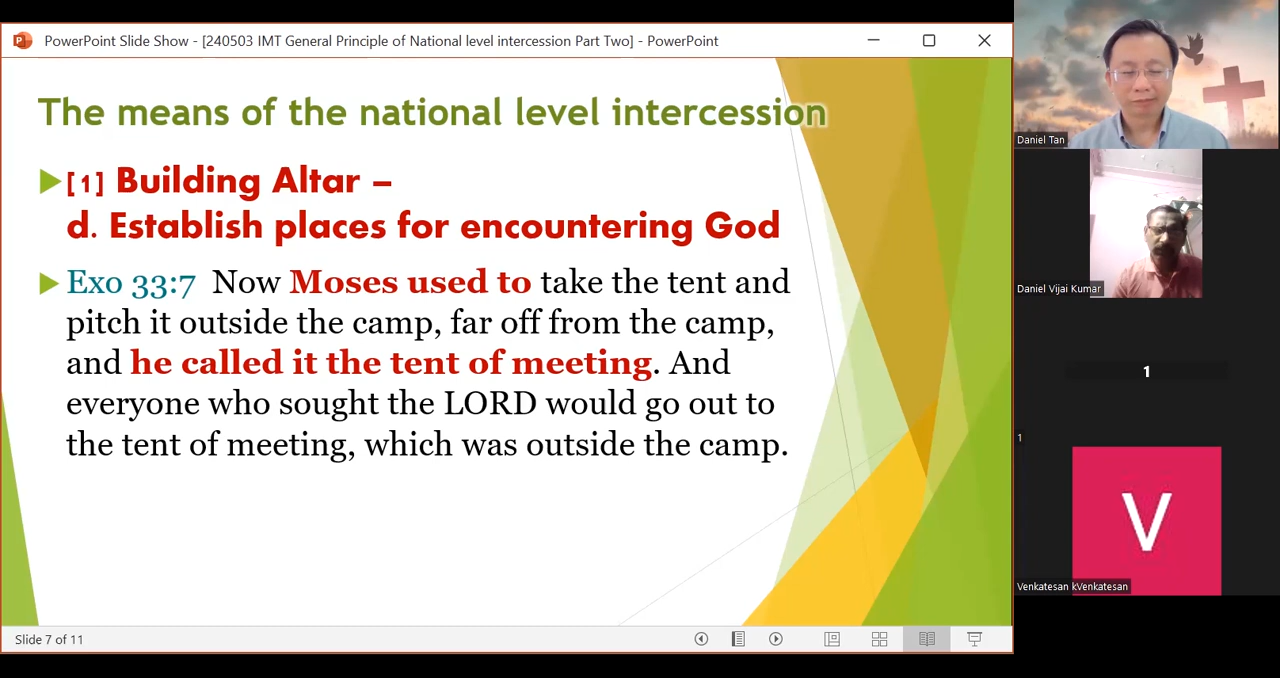 PowerPoint Slide Show - [240503 IMT General Principle of National level intercession Part Two] - PowerPoint
The means of the national level intercession
[1] Building Altar –
d. Establish places for encountering God
Exo 33:7 Now Moses used to take the tent and
pitch it outside the camp, far off from the camp,
and he called it the tent of meeting. And
everyone who sought the LORD would go out to
the tent of meeting, which was outside the camp.
Slide 7 of 11
Daniel Tan
Daniel Vijai Kumar
1
1
V
Venkatesan kVenkatesan